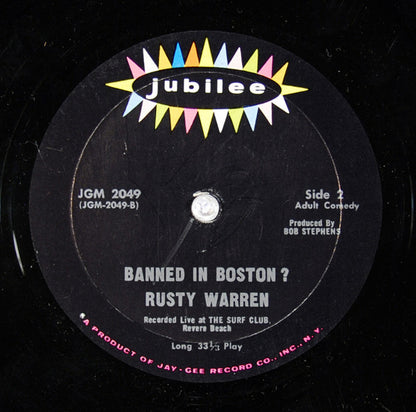 jubilee
JGM 2049
(JGM-2049-B)
Side 2
Adult Comedy
Produced by
BOB STEPHENS
BANNED IN BOSTON?
RUSTY WARREN
Recorded Live at THE SURF CLUB,
Revere Beach
Long 33⅓ Play
A PRODUCT OF JAY-GEE RECORD CO., INC., N.Y.